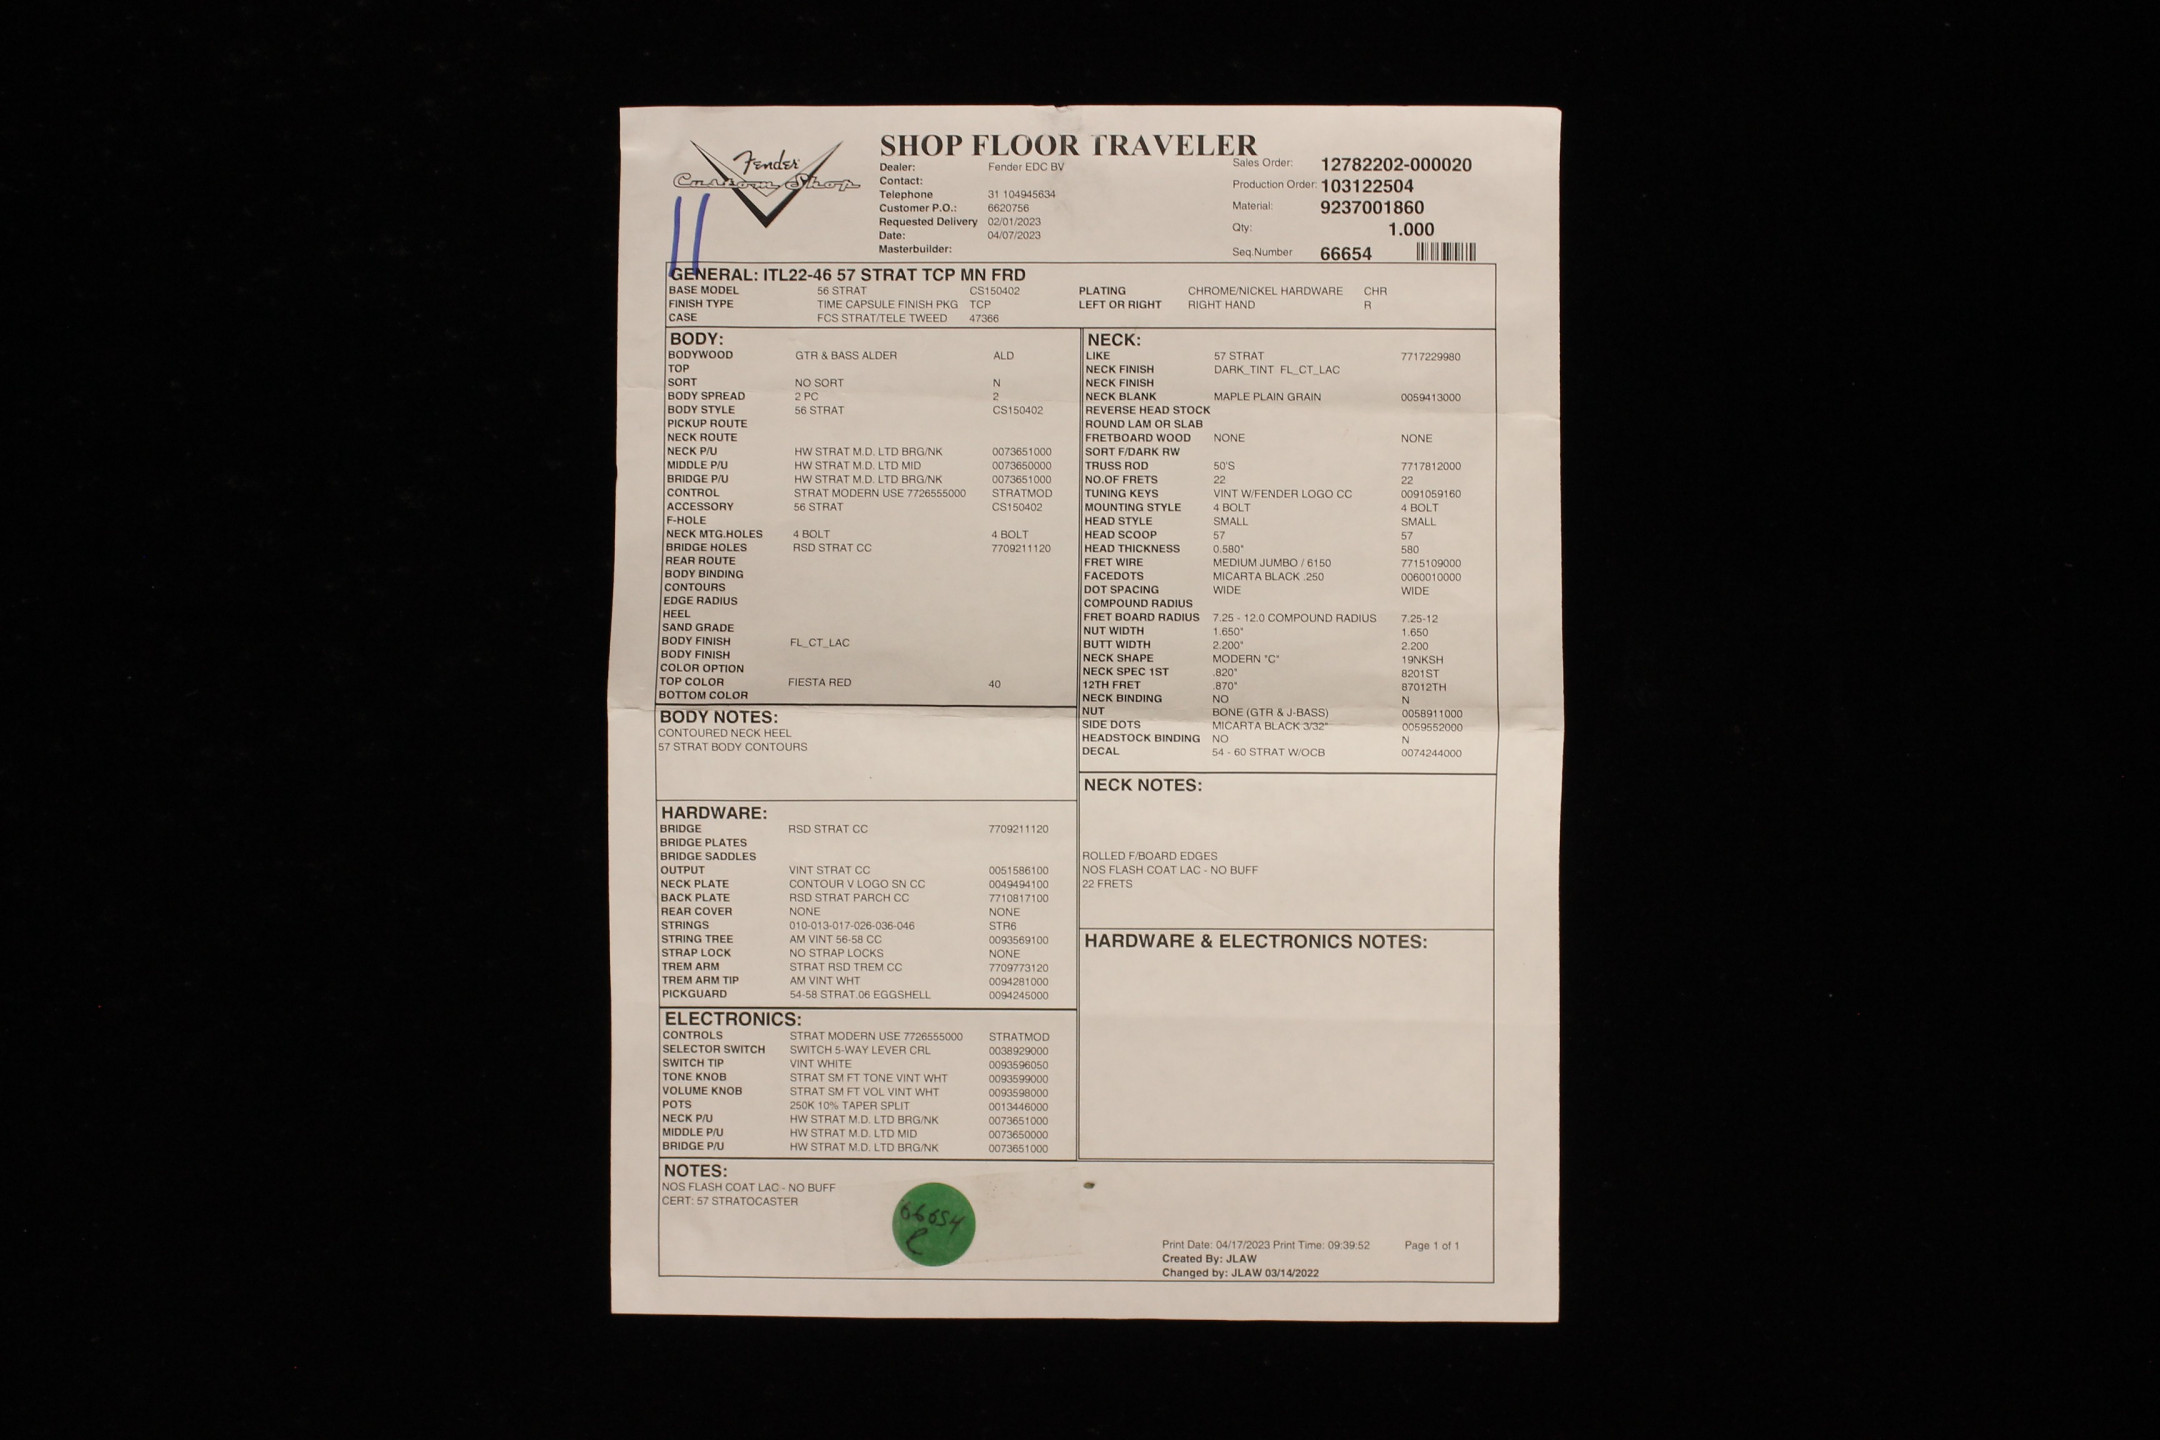 Fender
Custom Shop
SHOP FLOOR TRAVELER
Dealer: Fender EDC BV
Contact:
Telephone 31 104945634
Customer P.O.: 6620756
Requested Delivery 02/01/2023
Date: 04/07/2023
Masterbuilder:
Sales Order: 12782202-000020
Production Order: 103122504
Material: 9237001860
Qty: 1.000
Seq.Number 66654
GENERAL: ITL22-46 57 STRAT TCP MN FRD
BASE MODEL 56 STRAT CS150402 PLATING CHROME/NICKEL HARDWARE CHR
FINISH TYPE TIME CAPSULE FINISH PKG TCP LEFT OR RIGHT RIGHT HAND R
CASE FCS STRAT/TELE TWEED 47366
BODY:
BODYWOOD GTR & BASS ALDER ALD
TOP
SORT NO SORT N
BODY SPREAD 2 PC 2
BODY STYLE 56 STRAT CS150402
PICKUP ROUTE
NECK ROUTE
NECK P/U HW STRAT M.D. LTD BRG/NK 0073651000
MIDDLE P/U HW STRAT M.D. LTD MID 0073650000
BRIDGE P/U HW STRAT M.D. LTD BRG/NK 0073651000
CONTROL STRAT MODERN USE 7726555000 STRATMOD
ACCESSORY 56 STRAT CS150402
F-HOLE
NECK MTG.HOLES 4 BOLT 4 BOLT
BRIDGE HOLES RSD STRAT CC 7709211120
REAR ROUTE
BODY BINDING
CONTOURS
EDGE RADIUS
HEEL
SAND GRADE
BODY FINISH FL_CT_LAC
BODY FINISH
COLOR OPTION
TOP COLOR FIESTA RED 40
BOTTOM COLOR
BODY NOTES:
CONTOURED NECK HEEL
57 STRAT BODY CONTOURS
HARDWARE:
BRIDGE RSD STRAT CC 7709211120
BRIDGE PLATES
BRIDGE SADDLES
OUTPUT VINT STRAT CC 0051586100
NECK PLATE CONTOUR V LOGO SN CC 0049494100
BACK PLATE RSD STRAT PARCH CC 7710817100
REAR COVER NONE NONE
STRINGS 010-013-017-026-036-046 STR6
STRING TREE AM VINT 56-58 CC 0093569100
STRAP LOCK NO STRAP LOCKS NONE
TREM ARM STRAT RSD TREM CC 7709773120
TREM ARM TIP AM VINT WHT 0094281000
PICKGUARD 54-58 STRAT.06 EGGSHELL 0094245000
ELECTRONICS:
CONTROLS STRAT MODERN USE 7726555000 STRATMOD
SELECTOR SWITCH SWITCH 5-WAY LEVER CRL 0038929000
SWITCH TIP VINT WHITE 0093596050
TONE KNOB STRAT SM FT TONE VINT WHT 0093599000
VOLUME KNOB STRAT SM FT VOL VINT WHT 0093598000
POTS 250K 10% TAPER SPLIT 0013446000
NECK P/U HW STRAT M.D. LTD BRG/NK 0073651000
MIDDLE P/U HW STRAT M.D. LTD MID 0073650000
BRIDGE P/U HW STRAT M.D. LTD BRG/NK 0073651000
NECK:
LIKE 57 STRAT 7717229980
NECK FINISH DARK_TINT FL_CT_LAC
NECK FINISH
NECK BLANK MAPLE PLAIN GRAIN 0059413000
REVERSE HEAD STOCK
ROUND LAM OR SLAB
FRETBOARD WOOD NONE NONE
SORT F/DARK RW
TRUSS ROD 50'S 7717812000
NO.OF FRETS 22 22
TUNING KEYS VINT W/FENDER LOGO CC 0091059160
MOUNTING STYLE 4 BOLT 4 BOLT
HEAD STYLE SMALL SMALL
HEAD SCOOP 57 57
HEAD THICKNESS 0.580" 580
FRET WIRE MEDIUM JUMBO / 6150 7715109000
FACEDOTS MICARTA BLACK .250 0060010000
DOT SPACING WIDE WIDE
COMPOUND RADIUS
FRET BOARD RADIUS 7.25 - 12.0 COMPOUND RADIUS 7.25-12
NUT WIDTH 1.650" 1.650
BUTT WIDTH 2.200" 2.200
NECK SHAPE MODERN "C" 19NKSH
NECK SPEC 1ST .820" 8201ST
12TH FRET .870" 87012TH
NECK BINDING NO N
NUT BONE (GTR & J-BASS) 0058911000
SIDE DOTS MICARTA BLACK 3/32" 0059552000
HEADSTOCK BINDING NO N
DECAL 54 - 60 STRAT W/OCB 0074244000
NECK NOTES:
ROLLED F/BOARD EDGES
NOS FLASH COAT LAC - NO BUFF
22 FRETS
HARDWARE & ELECTRONICS NOTES:
NOTES:
NOS FLASH COAT LAC - NO BUFF
CERT: 57 STRATOCASTER
66654
Print Date: 04/17/2023 Print Time: 09:39:52 Page 1 of 1
Created By: JLAW
Changed by: JLAW 03/14/2022